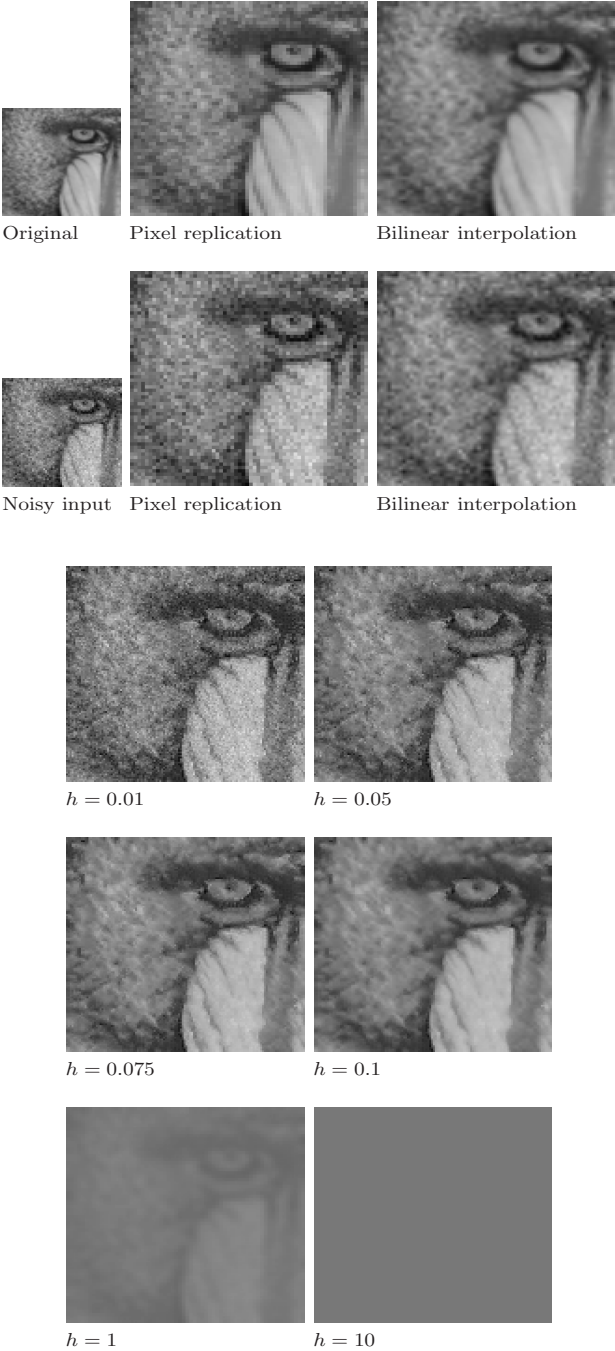 Original Pixel replication Bilinear interpolation
Noisy input Pixel replication Bilinear interpolation
h = 0.01 h = 0.05
h = 0.075 h = 0.1
h = 1 h = 10